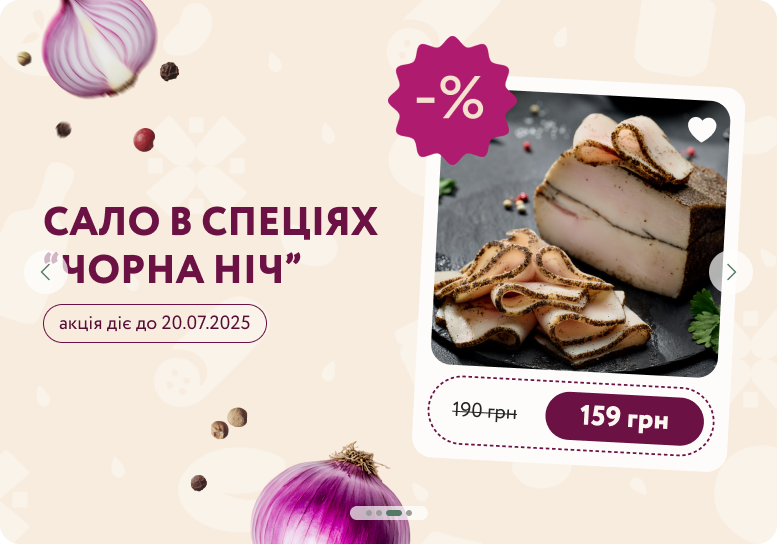 -%
САЛО В СПЕЦІЯХ
“ЧОРНА НІЧ”
акція діє до 20.07.2025
190 грн
159 грн